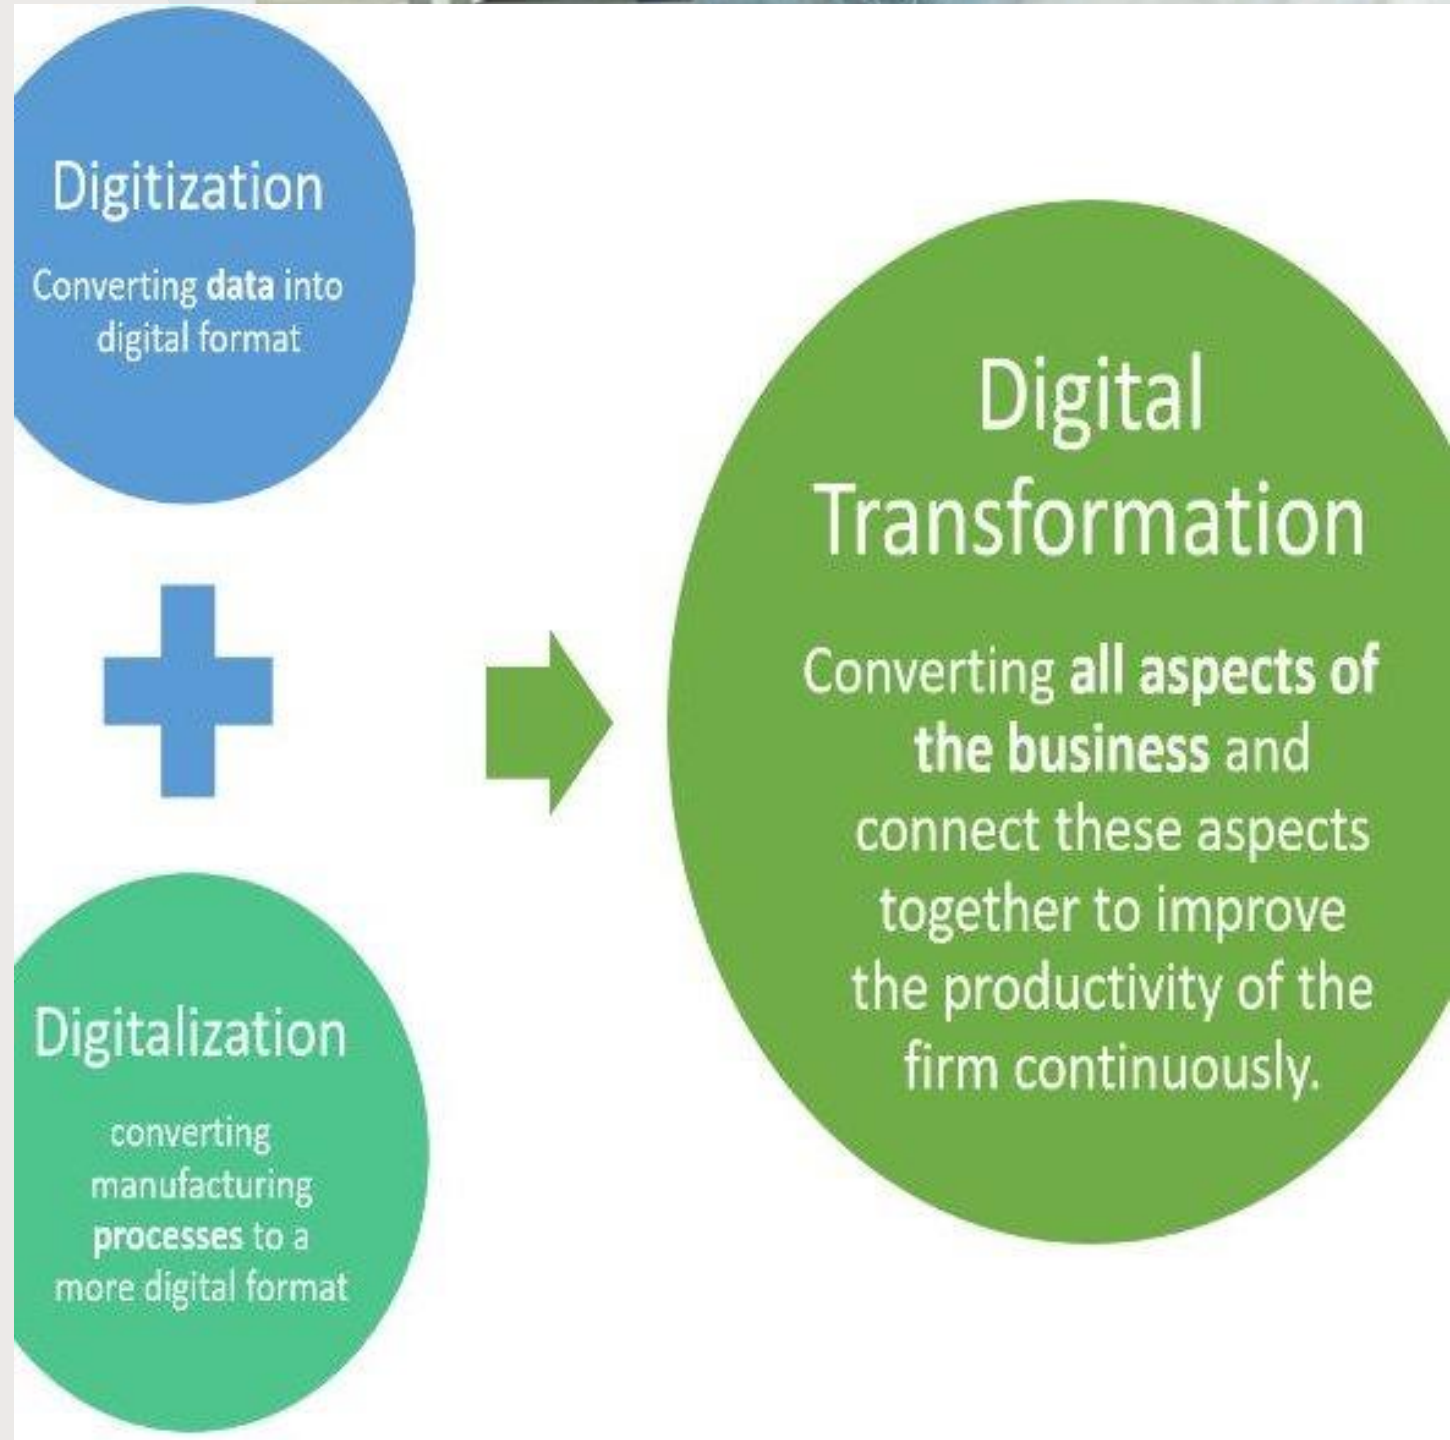 Digitization
Converting data into
digital format
Digitalization
converting
manufacturing
processes to a
more digital format
Digital
Transformation
Converting all aspects of
the business and
connect these aspects
together to improve
the productivity of the
firm continuously.